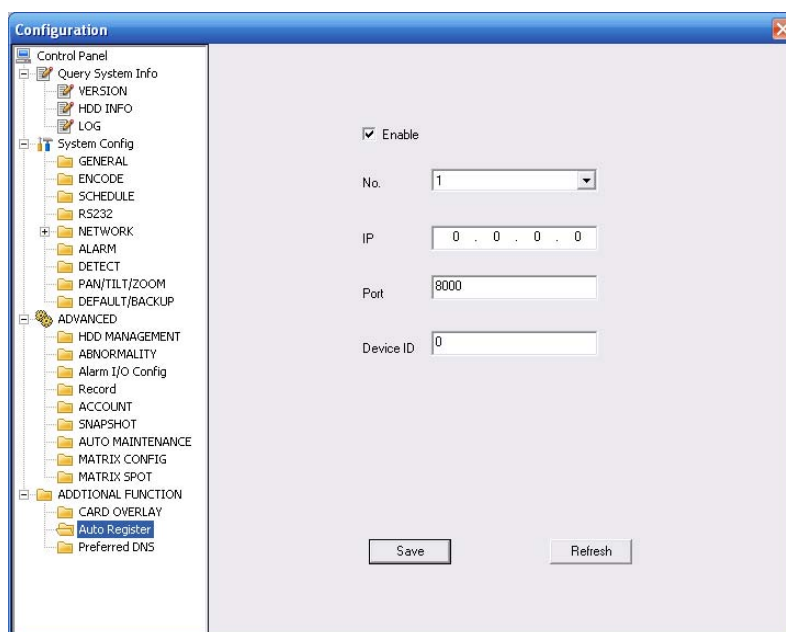 Configuration
Control Panel
Query System Info
VERSION
HDD INFO
LOG
System Config
GENERAL
ENCODE
SCHEDULE
RS232
NETWORK
ALARM
DETECT
PAN/TILT/ZOOM
DEFAULT/BACKUP
ADVANCED
HDD MANAGEMENT
ABNORMALITY
Alarm I/O Config
Record
ACCOUNT
SNAPSHOT
AUTO MAINTENANCE
MATRIX CONFIG
MATRIX SPOT
ADDTIONAL FUNCTION
CARD OVERLAY
Auto Register
Preferred DNS
Enable
No. 1
IP 0 . 0 . 0 . 0
Port 8000
Device ID 0
Save Refresh